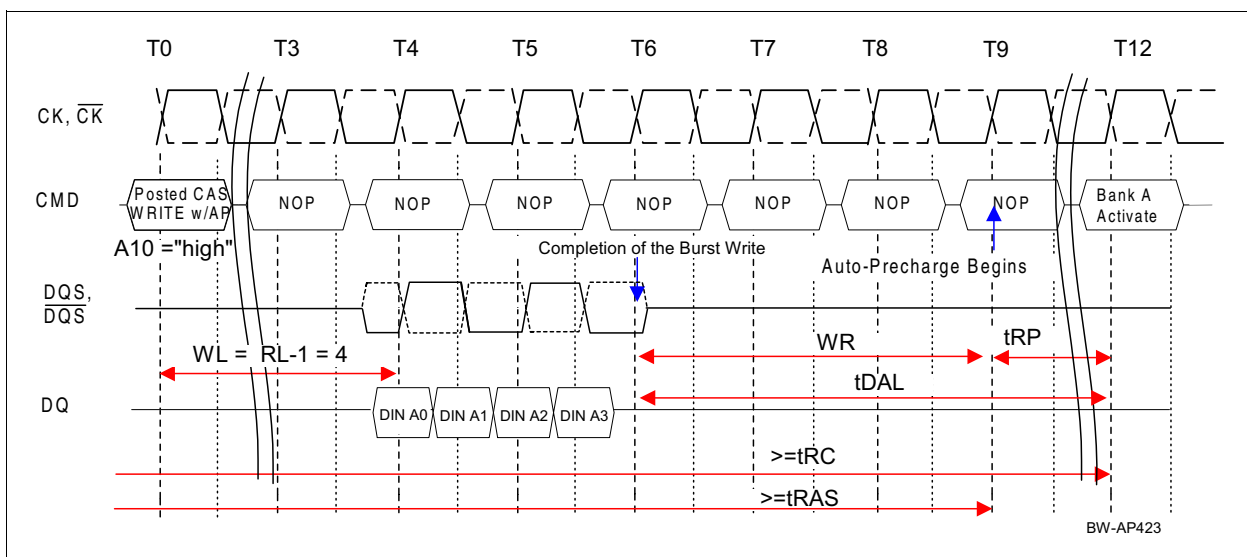 T0 T3 T4 T5 T6 T7 T8 T9 T12
CK, CK
CMD
Posted CAS
WRITE w/AP
NOP NOP NOP NOP NOP NOP NOP
Bank A
Activate
A10 ="high"
Completion of the Burst Write
Auto-Precharge Begins
DQS,
DQS
WL = RL-1 = 4
WR
tRP
tDAL
DQ
DIN A0 DIN A1 DIN A2 DIN A3
>=tRC
>=tRAS
BW-AP423